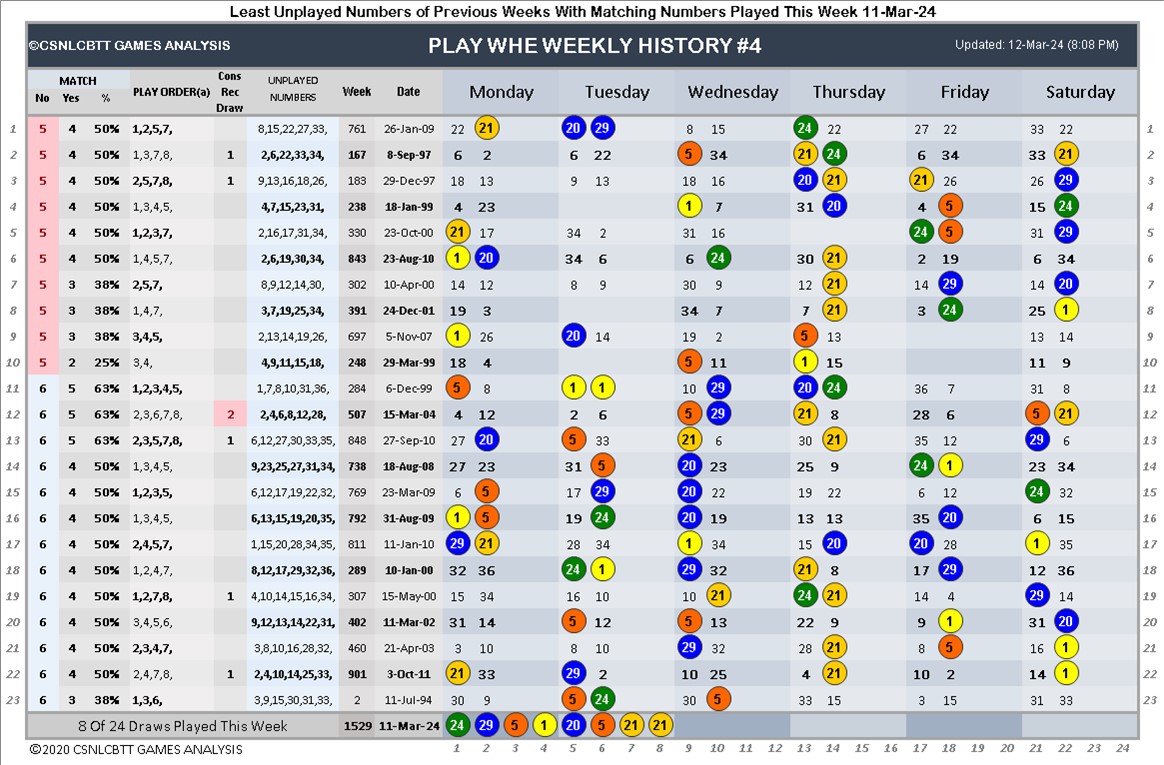 Least Unplayed Numbers of Previous Weeks With Matching Numbers Played This Week 11-Mar-24
©CSNLCBTT GAMES ANALYSIS PLAY WHE WEEKLY HISTORY #4 Updated: 12-Mar-24 (8:08 PM)
MATCH Cons UNPLAYED
No Yes % PLAY ORDER(a) Rec NUMBERS Week Date Monday Tuesday Wednesday Thursday Friday Saturday
Draw
1 5 4 50% 1,2,5,7, 8,15,22,27,33, 761 26-Jan-09 22 21 20 29 8 15 24 22 27 22 33 22 1
2 5 4 50% 1,3,7,8, 1 2,6,22,33,34, 167 8-Sep-97 6 2 6 22 5 34 21 24 6 34 33 21 2
3 5 4 50% 2,5,7,8, 1 9,13,16,18,26, 183 29-Dec-97 18 13 9 13 18 16 20 21 21 26 26 29 3
4 5 4 50% 1,3,4,5, 4,7,15,23,31, 238 18-Jan-99 4 23 1 7 31 20 4 5 15 24 4
5 5 4 50% 1,2,3,7, 2,16,17,31,34, 330 23-Oct-00 21 17 34 2 31 16 24 5 31 29 5
6 5 4 50% 1,4,5,7, 2,6,19,30,34, 843 23-Aug-10 1 20 34 6 6 24 30 21 2 19 6 34 6
7 5 3 38% 2,5,7, 8,9,12,14,30, 302 10-Apr-00 14 12 8 9 30 9 12 21 14 29 14 20 7
8 5 3 38% 1,4,7, 3,7,19,25,34, 391 24-Dec-01 19 3 34 7 7 21 3 24 25 1 8
9 5 3 38% 3,4,5, 2,13,14,19,26, 697 5-Nov-07 1 26 20 14 19 2 5 13 13 14 9
10 5 2 25% 3,4, 4,9,11,15,18, 248 29-Mar-99 18 4 5 11 1 15 11 9 10
11 6 5 63% 1,2,3,4,5, 1,7,8,10,31,36, 284 6-Dec-99 5 8 1 1 10 29 20 24 36 7 31 8 11
12 6 5 63% 2,3,6,7,8, 2 2,4,6,8,12,28, 507 15-Mar-04 4 12 2 6 5 29 21 8 28 6 5 21 12
13 6 5 63% 2,3,5,7,8, 1 6,12,27,30,33,35, 848 27-Sep-10 27 20 5 33 21 6 30 21 35 12 29 6 13
14 6 4 50% 1,3,4,5, 9,23,25,27,31,34, 738 18-Aug-08 27 23 31 5 20 23 25 9 24 1 23 34 14
15 6 4 50% 1,2,3,5, 6,12,17,19,22,32, 769 23-Mar-09 6 5 17 29 20 22 19 22 6 12 24 32 15
16 6 4 50% 1,3,4,5, 6,13,15,19,20,35, 792 31-Aug-09 1 5 19 24 20 19 13 13 35 20 6 15 16
17 6 4 50% 2,4,5,7, 1,15,20,28,34,35, 811 11-Jan-10 29 21 28 34 1 34 15 20 20 28 1 35 17
18 6 4 50% 1,2,4,7, 8,12,17,29,32,36, 289 10-Jan-00 32 36 24 1 29 32 21 8 17 29 12 36 18
19 6 4 50% 1,2,7,8, 1 4,10,14,15,16,34, 307 15-May-00 15 34 16 10 10 21 24 21 14 4 29 14 19
20 6 4 50% 3,4,5,6, 9,12,13,14,22,31, 402 11-Mar-02 31 14 5 12 5 13 22 9 9 1 31 20 20
21 6 4 50% 2,3,4,7, 3,8,10,16,28,32, 460 21-Apr-03 3 10 8 10 29 32 28 21 8 5 16 1 21
22 6 4 50% 2,4,7,8, 1 2,4,10,14,25,33, 901 3-Oct-11 21 33 29 2 10 25 4 21 10 2 14 1 22
23 6 3 38% 1,3,6, 3,9,15,30,31,33, 2 11-Jul-94 30 9 5 24 30 5 33 15 3 15 31 33 23
8 Of 24 Draws Played This Week 1529 11-Mar-24 24 29 5 1 20 5 21 21
©2020 CSNLCBTT GAMES ANALYSIS 1 2 3 4 5 6 7 8 9 10 11 12 13 14 15 16 17 18 19 20 21 22 23 24